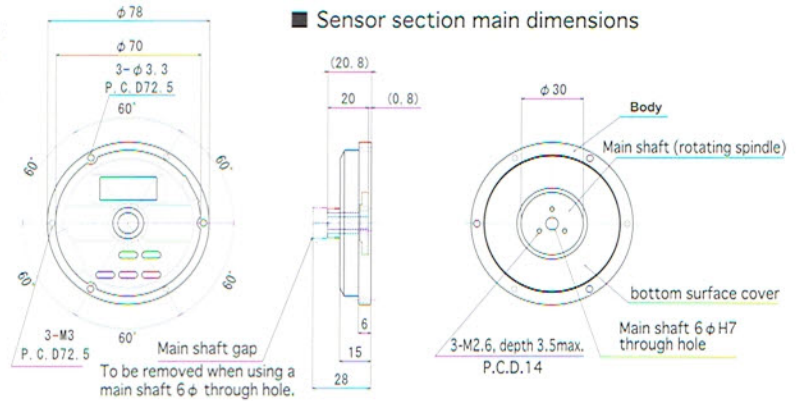 ■ Sensor section main dimensions
φ78
φ70
3-φ3.3
P.C.D72.5
60°
60°
60°
60°
60°
60°
3-M3
P.C.D72.5
Main shaft gap
To be removed when using a
main shaft 6φ through hole.
(20.8)
20
(0.8)
6
15
28
φ30
Body
Main shaft (rotating spindle)
bottom surface cover
Main shaft 6φH7
through hole
3-M2.6, depth 3.5max.
P.C.D.14